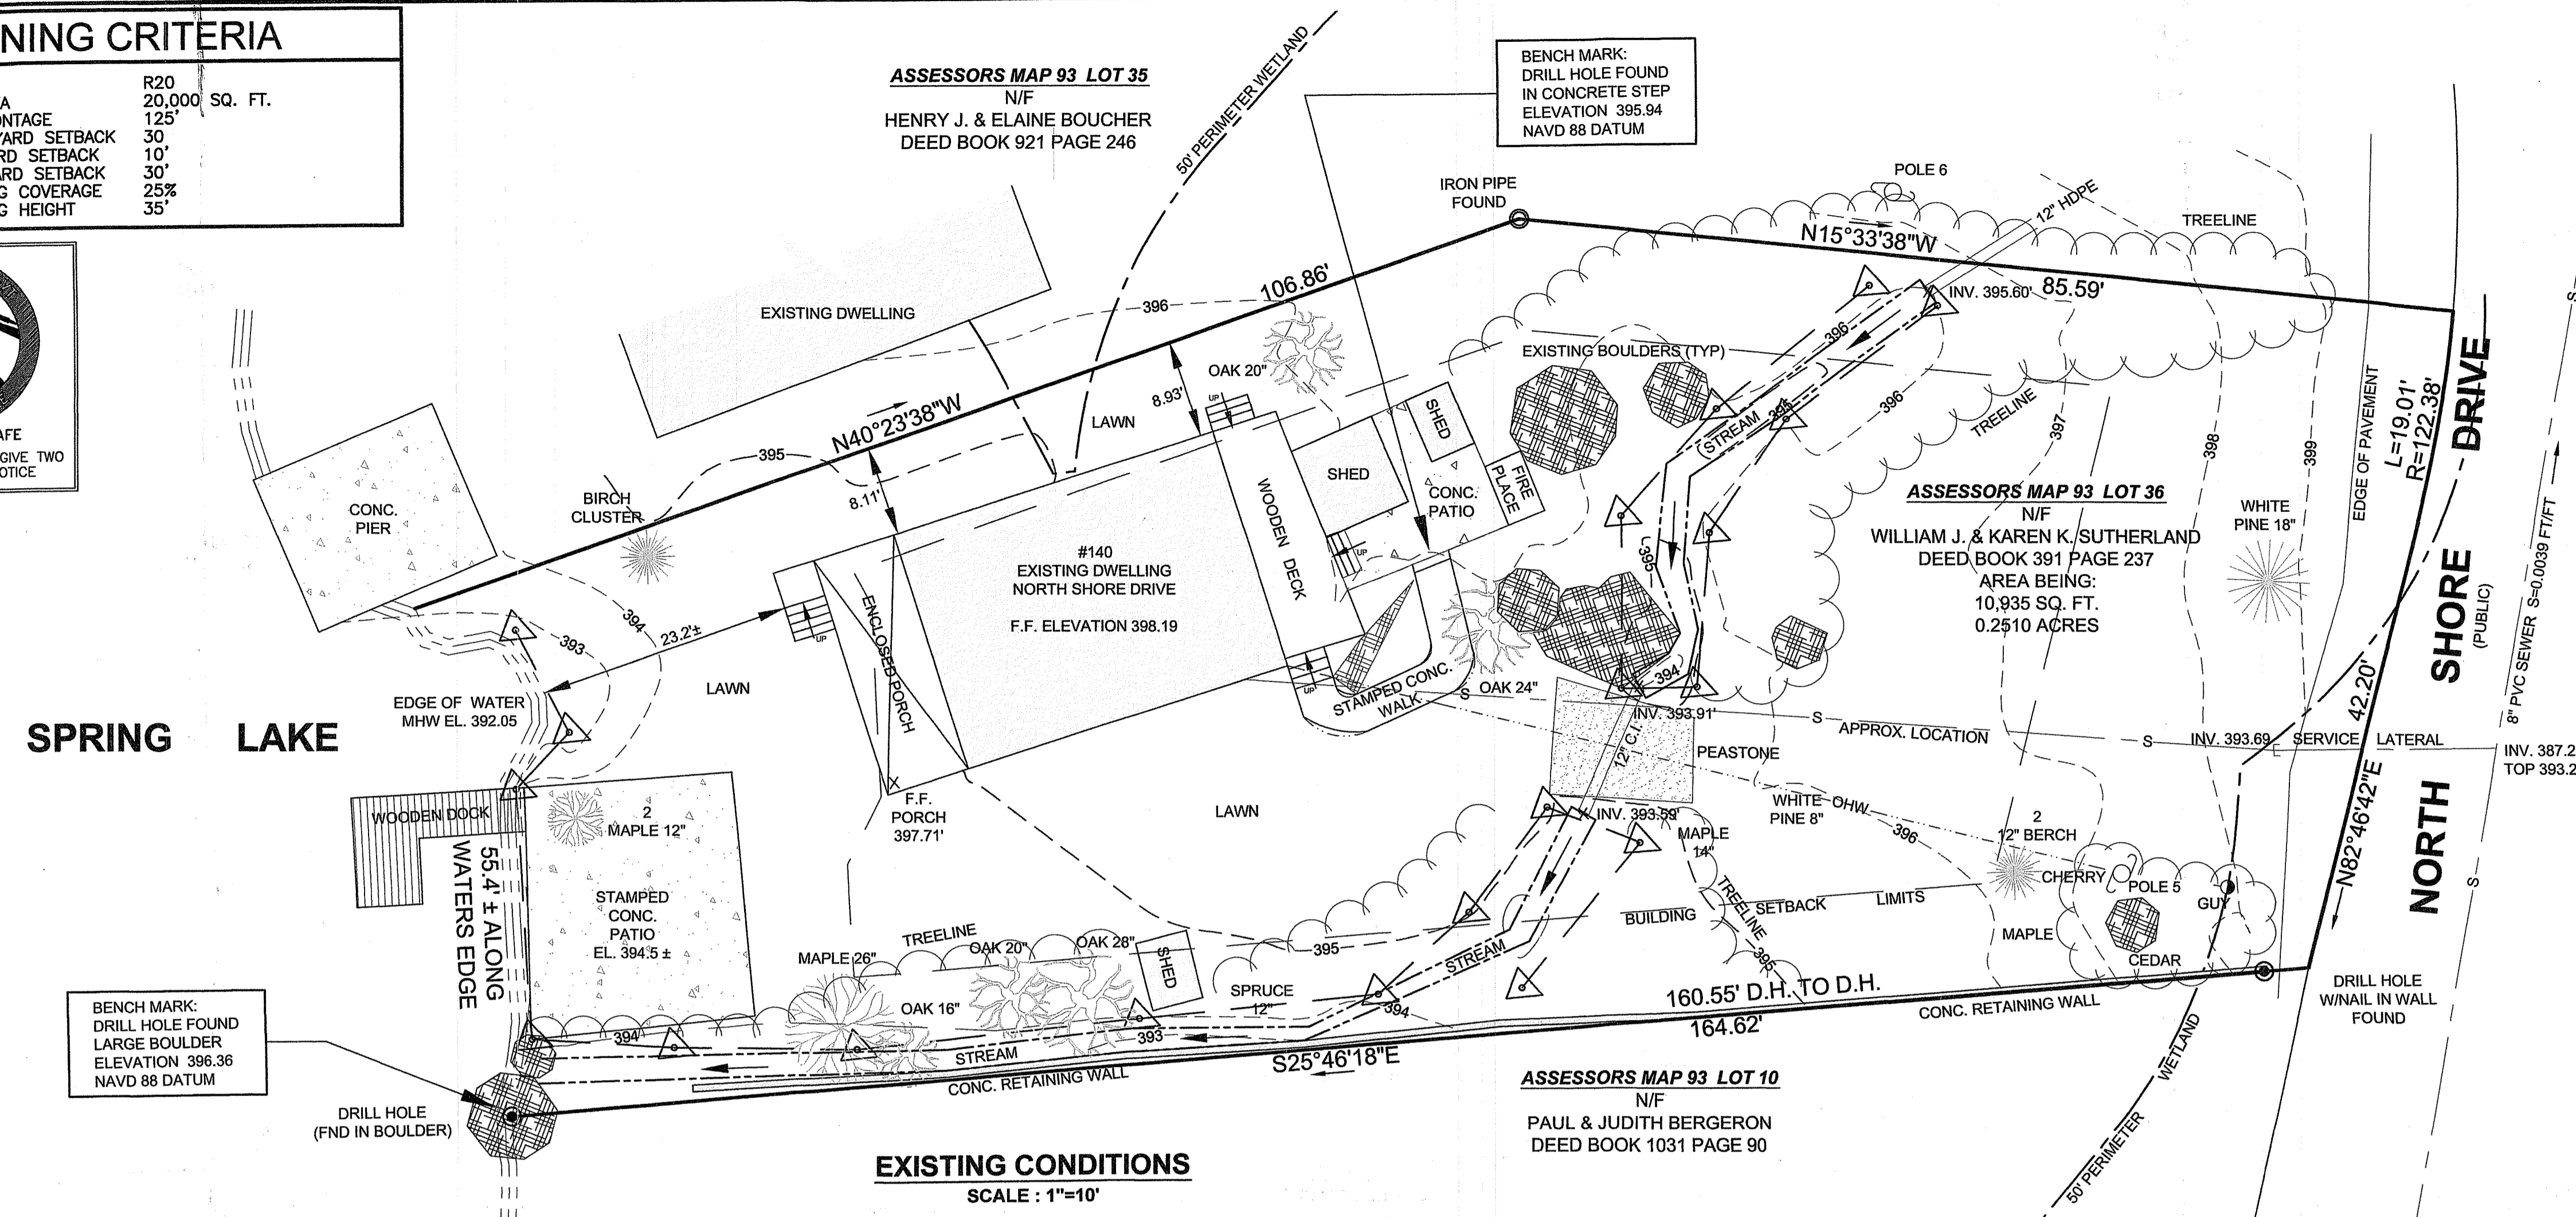 NING CRITERIA
R20
A 20,000 SQ. FT.
ONTAGE 125'
YARD SETBACK 30
RD SETBACK 10'
ARD SETBACK 30'
G COVERAGE 25%
G HEIGHT 35'
AFE
GIVE TWO
OTICE
ASSESSORS MAP 93 LOT 35
N/F
HENRY J. & ELAINE BOUCHER
DEED BOOK 921 PAGE 246
50' PERIMETER WETLAND
BENCH MARK:
DRILL HOLE FOUND
IN CONCRETE STEP
ELEVATION 395.94
NAVD 88 DATUM
IRON PIPE
FOUND
POLE 6
12" HDPE
TREELINE
N15°33'38"W
85.59'
INV. 395.60'
EXISTING DWELLING
396
106.86'
N40°23'38"W
OAK 20"
8.93'
LAWN
UP
EXISTING BOULDERS (TYP)
396
395
STREAM
396
TREELINE
397
398
399
EDGE OF PAVEMENT
L=19.01'
R=122.38'
NORTH SHORE DRIVE
(PUBLIC)
8" PVC SEWER S=0.0039 FT/FT
S
S
CONC.
PIER
BIRCH
CLUSTER
395
8.11'
SHED
SHED
FIRE
PLACE
CONC.
PATIO
WOODEN DECK
UP
#140
EXISTING DWELLING
NORTH SHORE DRIVE
F.F. ELEVATION 398.19
ENCLOSED PORCH
UP
ASSESSORS MAP 93 LOT 36
N/F
WILLIAM J. & KAREN K. SUTHERLAND
DEED BOOK 391 PAGE 237
AREA BEING:
10,935 SQ. FT.
0.2510 ACRES
WHITE
PINE 18"
395
393
394
23.2'±
LAWN
EDGE OF WATER
MHW EL. 392.05
SPRING LAKE
UP
STAMPED CONC.
WALK
S
OAK 24"
394
INV. 393.91'
12" C.I.
PEASTONE
S
APPROX. LOCATION
S
INV. 393.69
SERVICE LATERAL
INV. 387.2
TOP 393.2
42.20'
N82°46'42"E
WOODEN DOCK
2
MAPLE 12"
F.F.
PORCH
397.71'
LAWN
INV. 393.59'
MAPLE
14"
WHITE
PINE 8"
OHW
396
2
12" BERCH
CHERRY
POLE 5
GUY
MAPLE
CEDAR
55.4' ± ALONG
WATERS EDGE
STAMPED
CONC.
PATIO
EL. 394.5 ±
TREELINE
MAPLE 26"
OAK 20"
OAK 28"
OAK 16"
SHED
SPRUCE
12"
395
STREAM
BUILDING SETBACK LIMITS
TREELINE
395
394
393
394
STREAM
160.55' D.H. TO D.H.
164.62'
S25°46'18"E
CONC. RETAINING WALL
CONC. RETAINING WALL
DRILL HOLE
W/NAIL IN WALL
FOUND
BENCH MARK:
DRILL HOLE FOUND
LARGE BOULDER
ELEVATION 396.36
NAVD 88 DATUM
DRILL HOLE
(FND IN BOULDER)
ASSESSORS MAP 93 LOT 10
N/F
PAUL & JUDITH BERGERON
DEED BOOK 1031 PAGE 90
50' PERIMETER WETLAND
EXISTING CONDITIONS
SCALE : 1"=10'